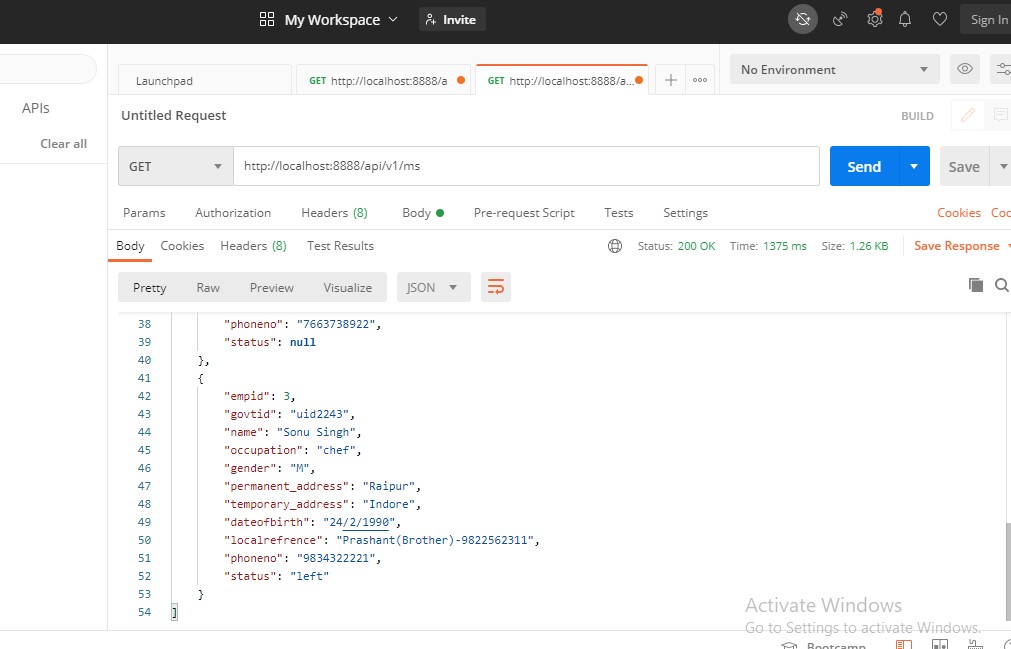 My Workspace
Invite
Sign In
APIs
Clear all
Launchpad
GET http://localhost:8888/a
GET http://localhost:8888/a...
No Environment
Untitled Request
BUILD
GET
http://localhost:8888/api/v1/ms
Send
Save
Params Authorization Headers (8) Body Pre-request Script Tests Settings Cookies
Body Cookies Headers (8) Test Results Status: 200 OK Time: 1375 ms Size: 1.26 KB Save Response
Pretty Raw Preview Visualize JSON
38 "phoneno": "7663738922",
39 "status": null
40 },
41 {
42 "empid": 3,
43 "govtid": "uid2243",
44 "name": "Sonu Singh",
45 "occupation": "chef",
46 "gender": "M",
47 "permanent_address": "Raipur",
48 "temporary_address": "Indore",
49 "dateofbirth": "24/2/1990",
50 "localrefrence": "Prashant(Brother)-9822562311",
51 "phoneno": "9834322221",
52 "status": "left"
53 }
54 ]
Activate Windows
Go to Settings to activate Windows.
Bootcamp